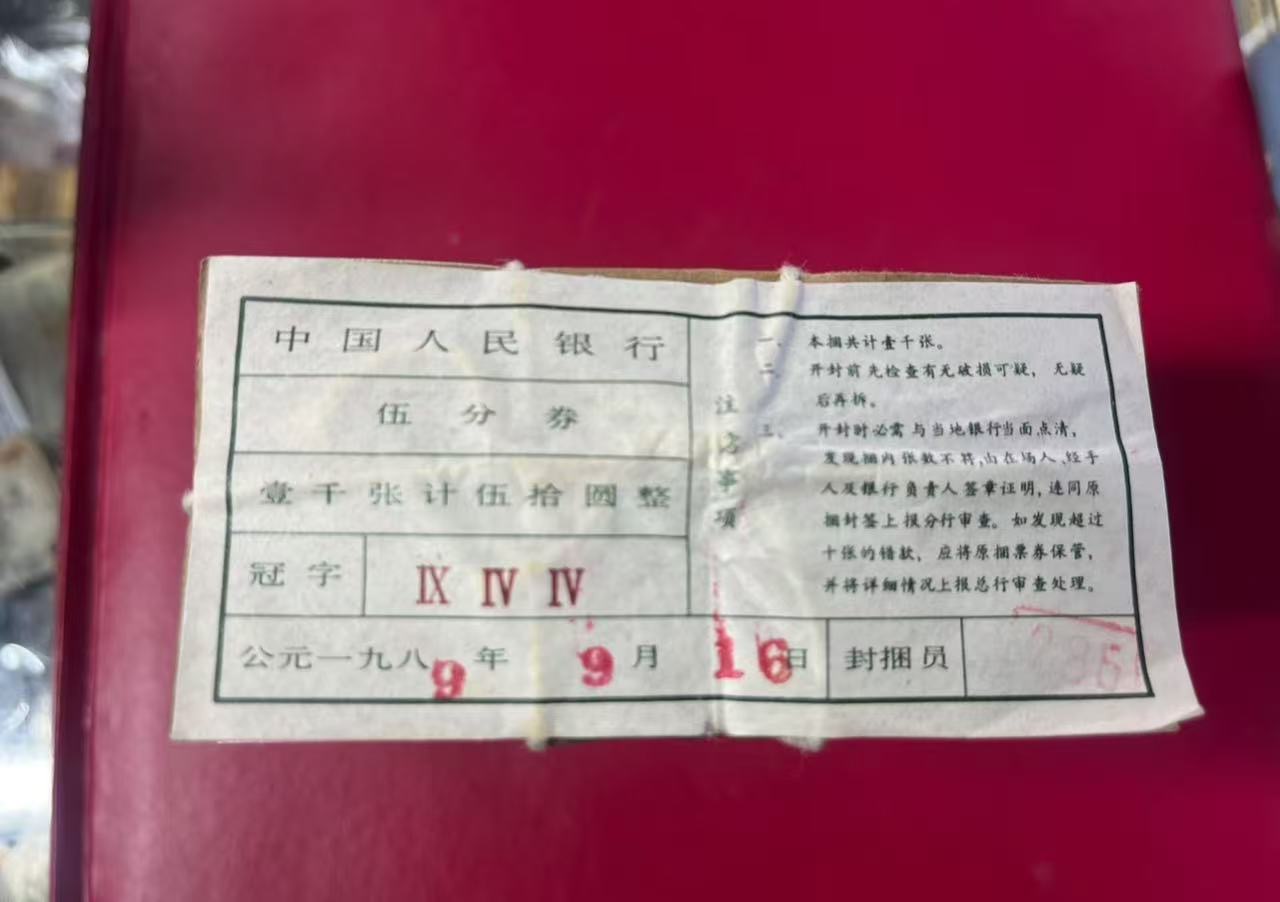 中国人民银行
伍分券
壹千张计伍拾圆整
冠字 Ⅸ Ⅳ Ⅳ
公元一九八9年 9月 16日 封捆员
注意事项
一、本捆共计壹千张。
二、开封前先检查有无破损可疑，无疑
后再拆。
三、开封时必需与当地银行当面点清，
发现捆内张数不符，由在场人、经手
人及银行负责人签章证明，连同原
捆封签上报分行审查。如发现超过
十张的错款，应将原捆票券保管，
并将详细情况上报总行审查处理。